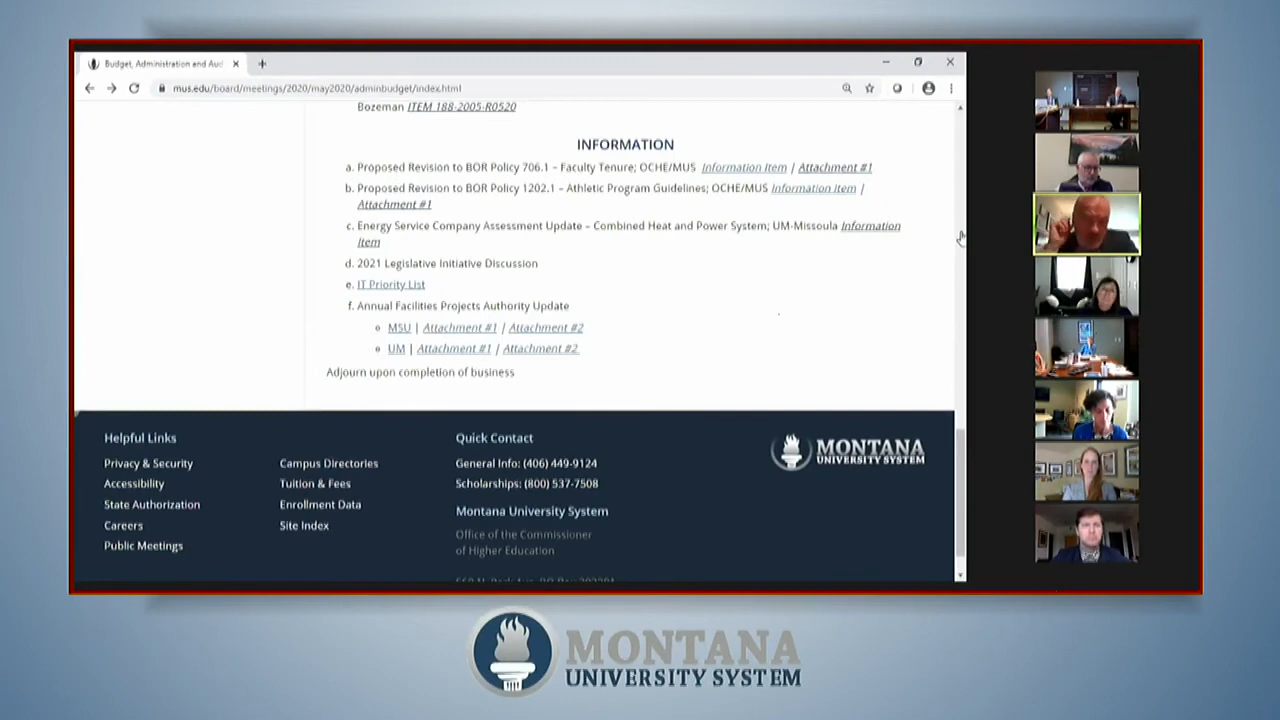 Budget, Administration and Aud
mus.edu/board/meetings/2020/may2020/adminbudget/index.html
Bozeman ITEM 188-2005-R0520
INFORMATION
a. Proposed Revision to BOR Policy 706.1 – Faculty Tenure; OCHE/MUS Information Item / Attachment #1
b. Proposed Revision to BOR Policy 1202.1 – Athletic Program Guidelines; OCHE/MUS Information Item /
Attachment #1
c. Energy Service Company Assessment Update – Combined Heat and Power System; UM-Missoula Information
Item
d. 2021 Legislative Initiative Discussion
e. IT Priority List
f. Annual Facilities Projects Authority Update
MSU | Attachment #1 / Attachment #2
UM | Attachment #1 / Attachment #2
Adjourn upon completion of business
Helpful Links
Privacy & Security
Accessibility
State Authorization
Careers
Public Meetings
Campus Directories
Tuition & Fees
Enrollment Data
Site Index
Quick Contact
General Info: (406) 449-9124
Scholarships: (800) 537-7508
Montana University System
Office of the Commissioner
of Higher Education
MONTANA
UNIVERSITY SYSTEM
MONTANA
UNIVERSITY SYSTEM